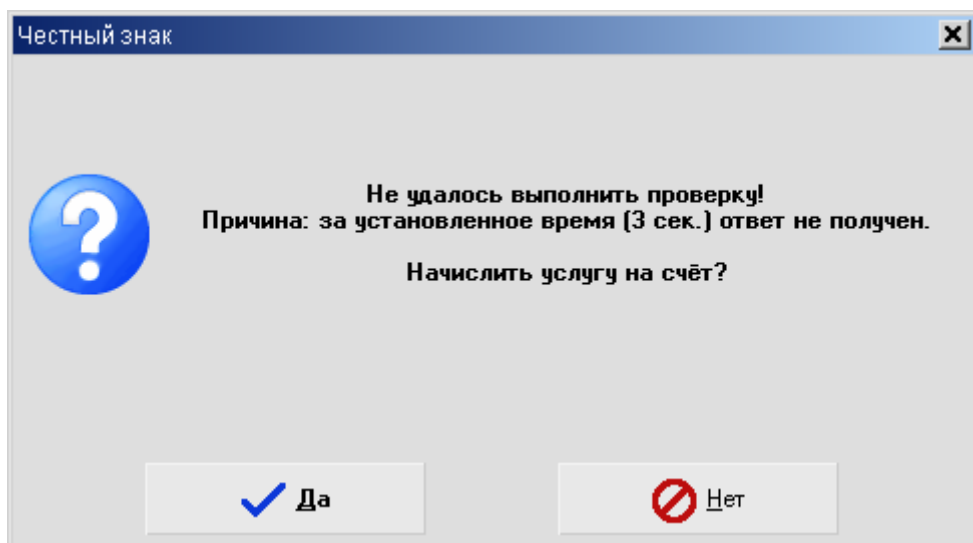 Честный знак
Не удалось выполнить проверку!
Причина: за установленное время (3 сек.) ответ не получен.
Начислить услугу на счёт?
Да
Нет